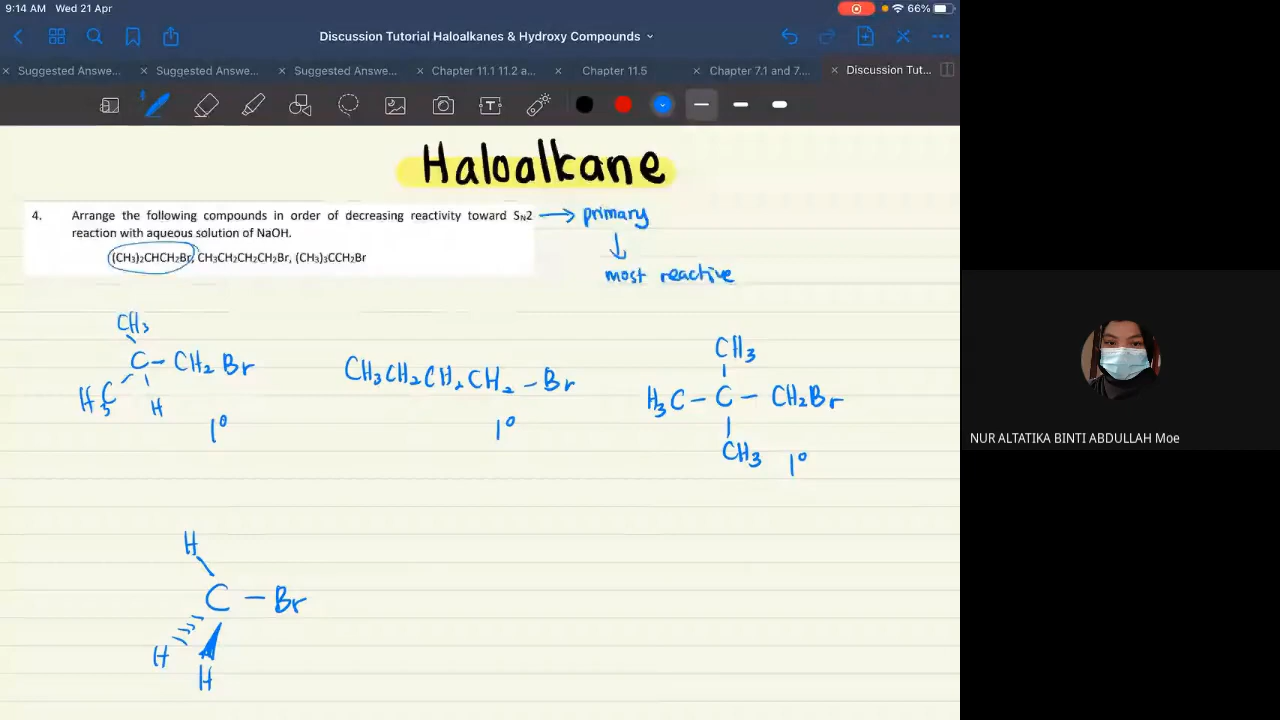 9:14 AM Wed 21 Apr
66%
Discussion Tutorial Haloalkanes & Hydroxy Compounds
Suggested Answe...
Suggested Answe...
Suggested Answe...
Chapter 11.1 11.2 a...
Chapter 11.5
Chapter 7.1 and 7....
Discussion Tut...
Haloalkane
4. Arrange the following compounds in order of decreasing reactivity toward SN2
reaction with aqueous solution of NaOH.
(CH₃)₂CHCH₂Br, CH₃CH₂CH₂CH₂Br, (CH₃)₃CCH₂Br
→ primary
↓
most reactive
CH₃
C – CH₂ Br
H₃C
H
1°
CH₃CH₂CH₂CH₂ – Br
1°
CH₃
H₃C – C – CH₂Br
CH₃
1°
H
C – Br
H
H
NUR ALTATIKA BINTI ABDULLAH Moe